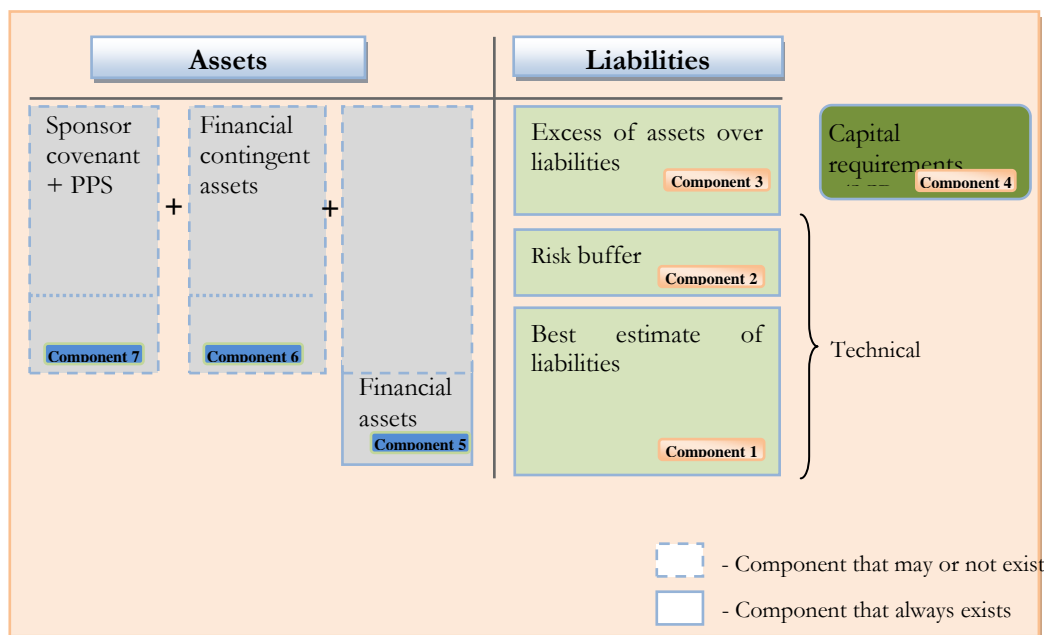 Assets
Liabilities
Sponsor
covenant
+ PPS
Component 7
+
Financial
contingent
assets
Component 6
+
Financial
assets
Component 5
Excess of assets over
liabilities
Component 3
Risk buffer
Component 2
Best estimate of
liabilities
Component 1
Capital
requirements
Component 4
Technical
- Component that may or not exist
- Component that always exists